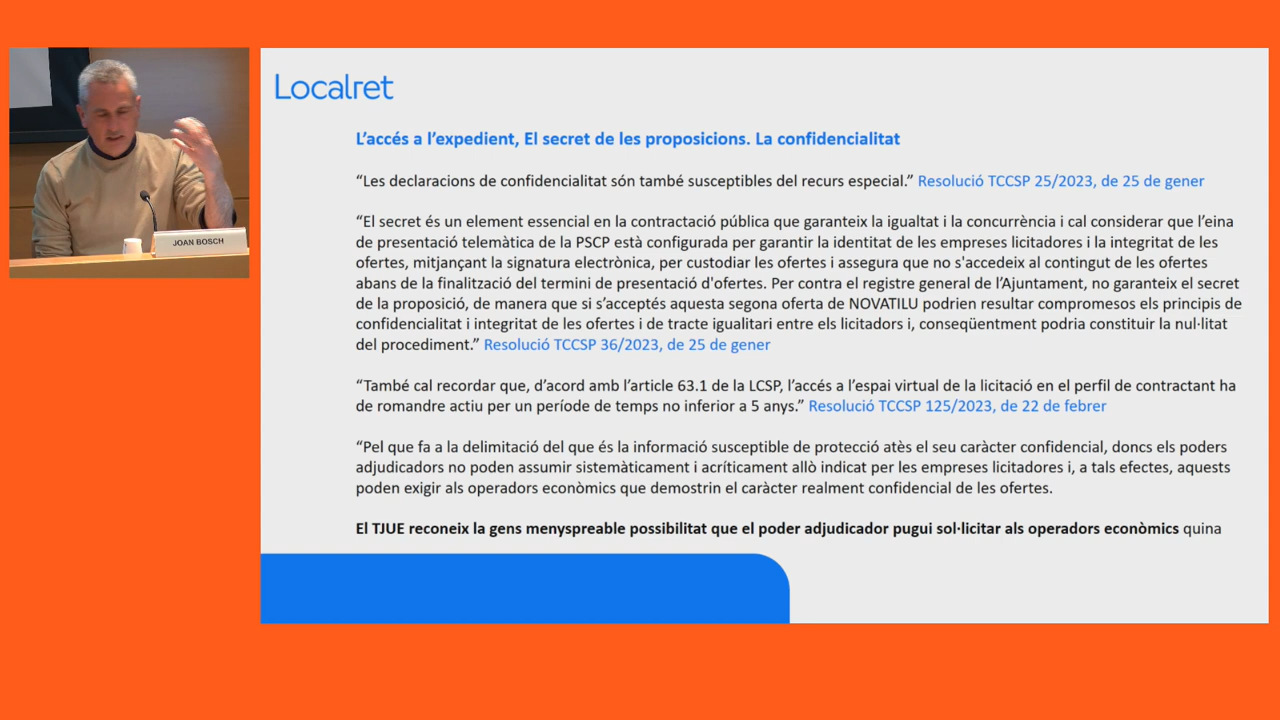 JOAN BOSCH
Localret
L’accés a l’expedient, El secret de les proposicions. La confidencialitat
“Les declaracions de confidencialitat són també susceptibles del recurs especial.” Resolució TCCSP 25/2023, de 25 de gener
“El secret és un element essencial en la contractació pública que garanteix la igualtat i la concurrència i cal considerar que l’eina
de presentació telemàtica de la PSCP està configurada per garantir la identitat de les empreses licitadores i la integritat de les
ofertes, mitjançant la signatura electrònica, per custodiar les ofertes i assegura que no s'accedeix al contingut de les ofertes
abans de la finalització del termini de presentació d'ofertes. Per contra el registre general de l’Ajuntament, no garanteix el secret
de la proposició, de manera que si s’acceptés aquesta segona oferta de NOVATILU podrien resultar compromesos els principis de
confidencialitat i integritat de les ofertes i de tracte igualitari entre els licitadors i, conseqüentment podria constituir la nul·litat
del procediment.” Resolució TCCSP 36/2023, de 25 de gener
“També cal recordar que, d’acord amb l’article 63.1 de la LCSP, l’accés a l’espai virtual de la licitació en el perfil de contractant ha
de romandre actiu per un període de temps no inferior a 5 anys.” Resolució TCCSP 125/2023, de 22 de febrer
“Pel que fa a la delimitació del que és la informació susceptible de protecció atès el seu caràcter confidencial, doncs els poders
adjudicadors no poden assumir sistemàticament i acríticament allò indicat per les empreses licitadores i, a tals efectes, aquests
poden exigir als operadors econòmics que demostrin el caràcter realment confidencial de les ofertes.
El TJUE reconeix la gens menyspreable possibilitat que el poder adjudicador pugui sol·licitar als operadors econòmics quina